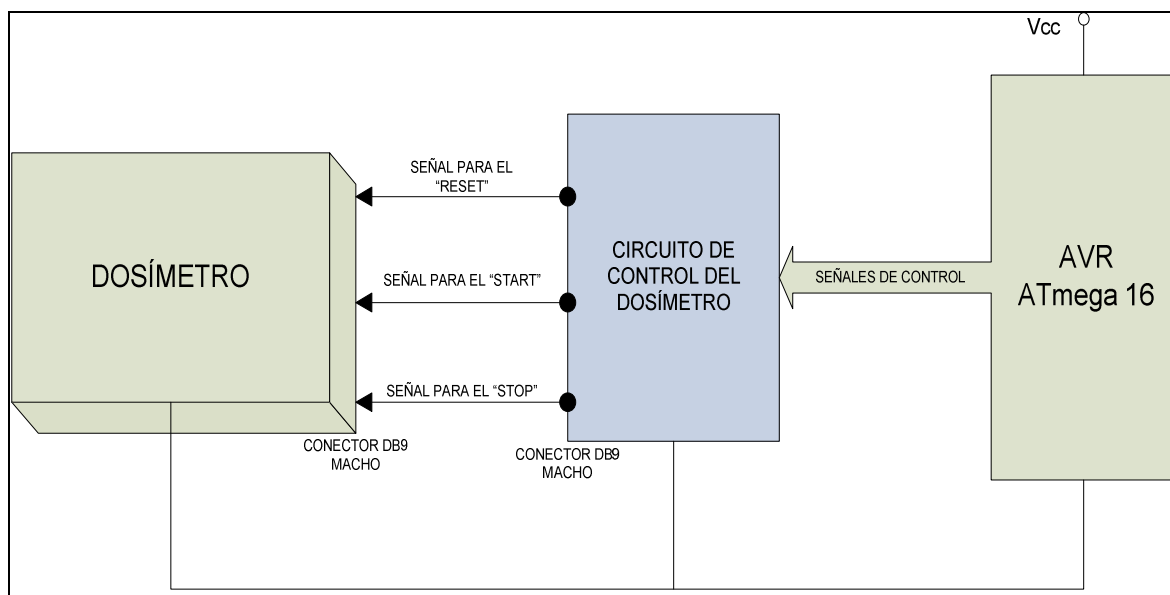 Vcc
SEÑAL PARA EL
“RESET”
DOSÍMETRO
SEÑAL PARA EL “START”
CIRCUITO DE
CONTROL DEL
DOSÍMETRO
SEÑALES DE CONTROL
AVR
ATmega 16
SEÑAL PARA EL “STOP”
CONECTOR DB9
MACHO
CONECTOR DB9
MACHO